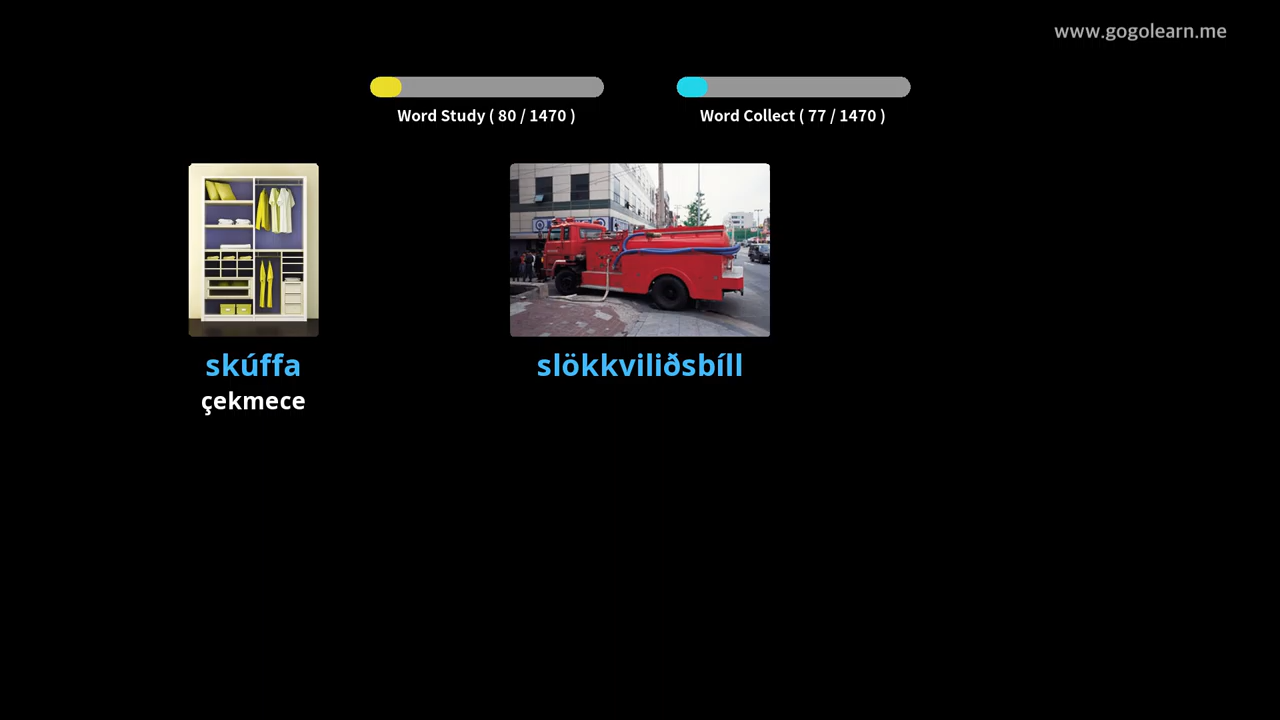 www.gogolearn.me
Word Study ( 80 / 1470 )
Word Collect ( 77 / 1470 )
skúffa
çekmece
slökkviliðsbíll